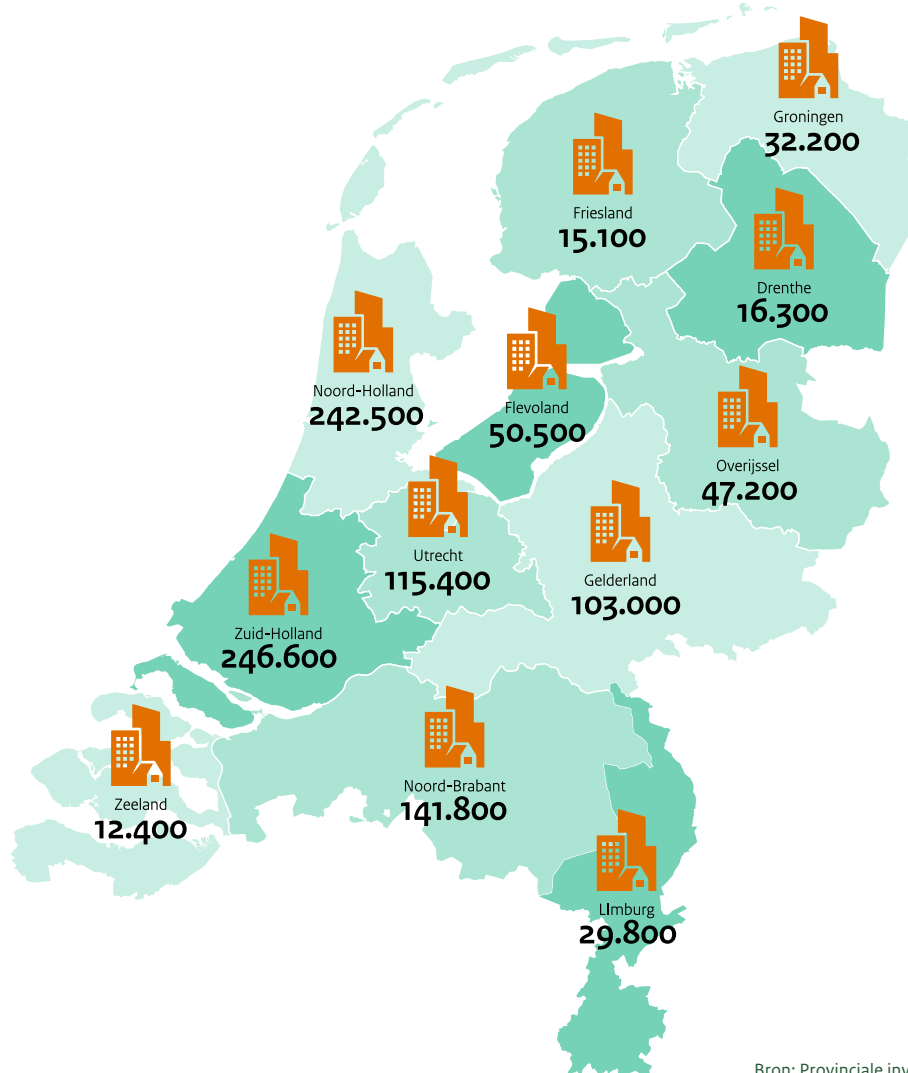 Groningen
32.200
Friesland
15.100
Drenthe
16.300
Noord-Holland
242.500
Flevoland
50.500
Overijssel
47.200
Utrecht
115.400
Gelderland
103.000
Zuid-Holland
246.600
Noord-Brabant
141.800
Zeeland
12.400
LImburg
29.800
Bron: Provinciale inv